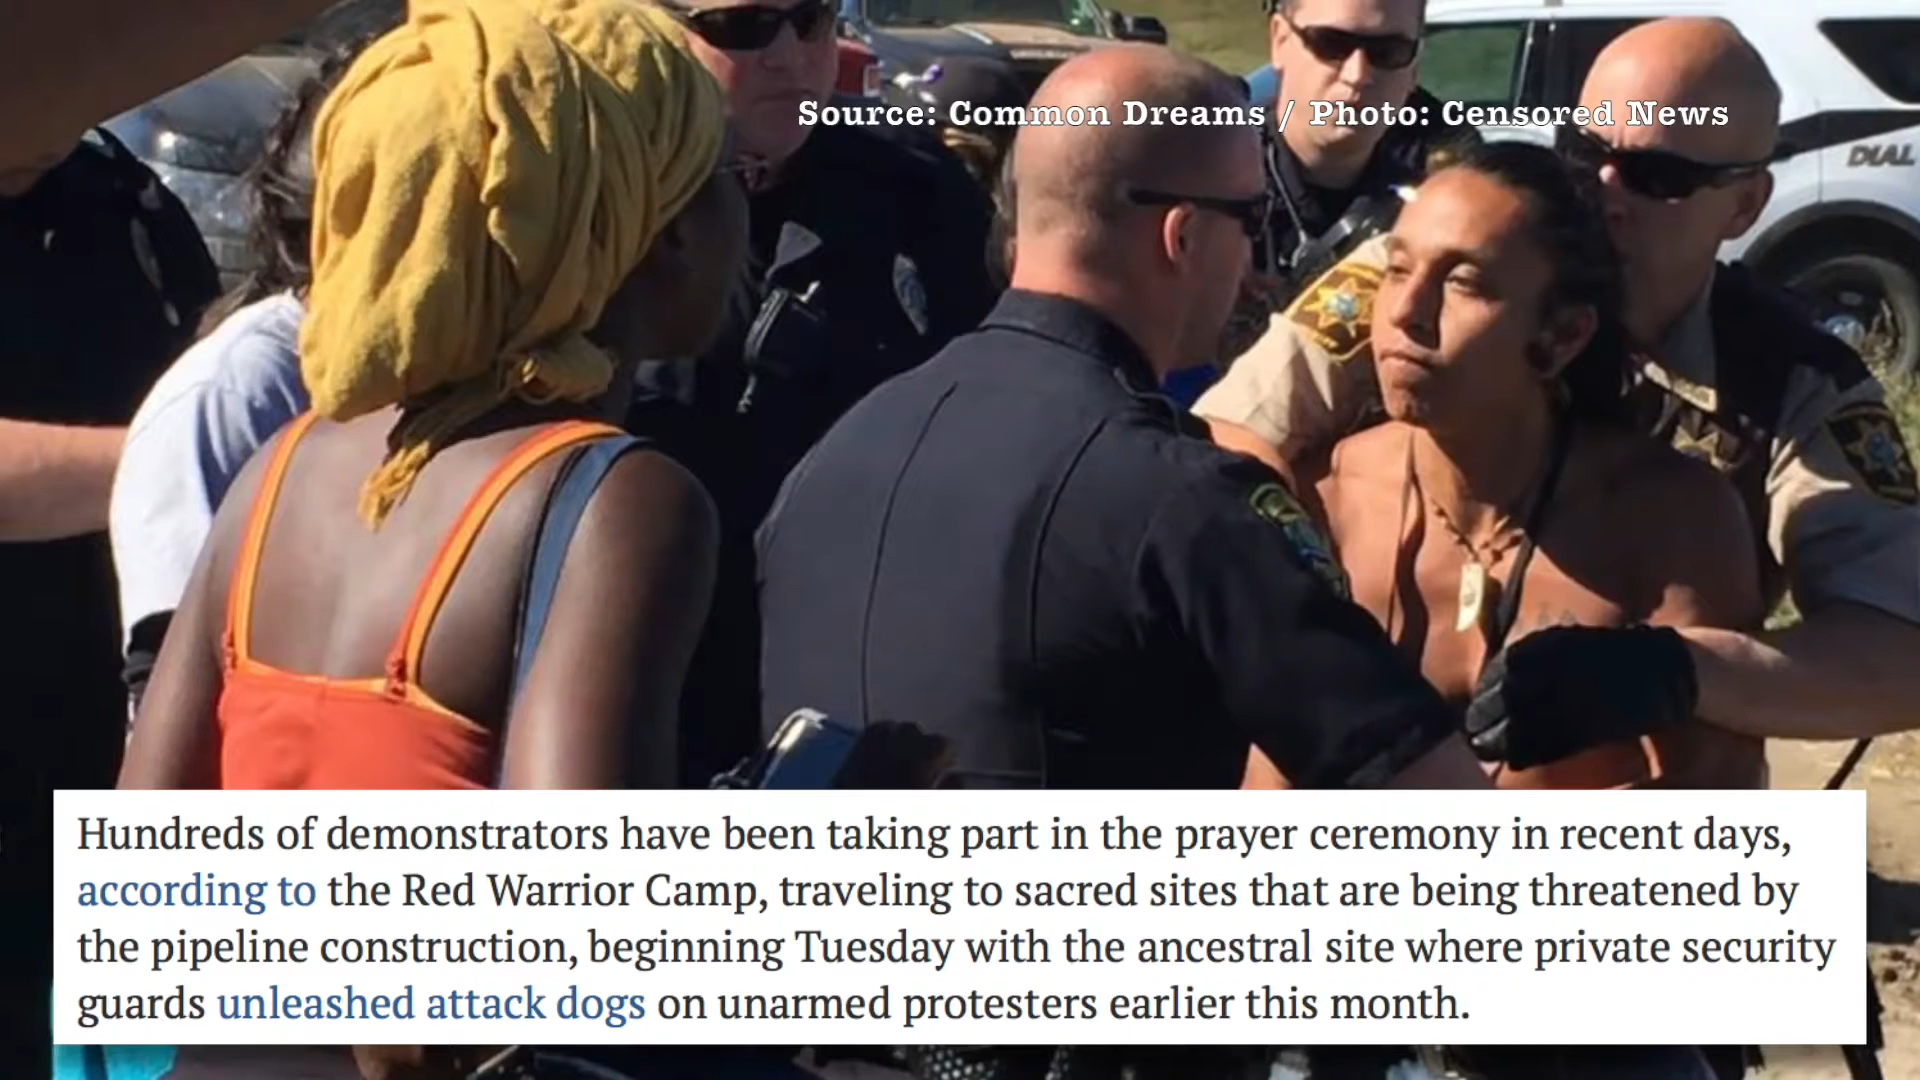 Source: Common Dreams / Photo: Censored News
DIAL
Hundreds of demonstrators have been taking part in the prayer ceremony in recent days,
according to the Red Warrior Camp, traveling to sacred sites that are being threatened by
the pipeline construction, beginning Tuesday with the ancestral site where private security
guards unleashed attack dogs on unarmed protesters earlier this month.